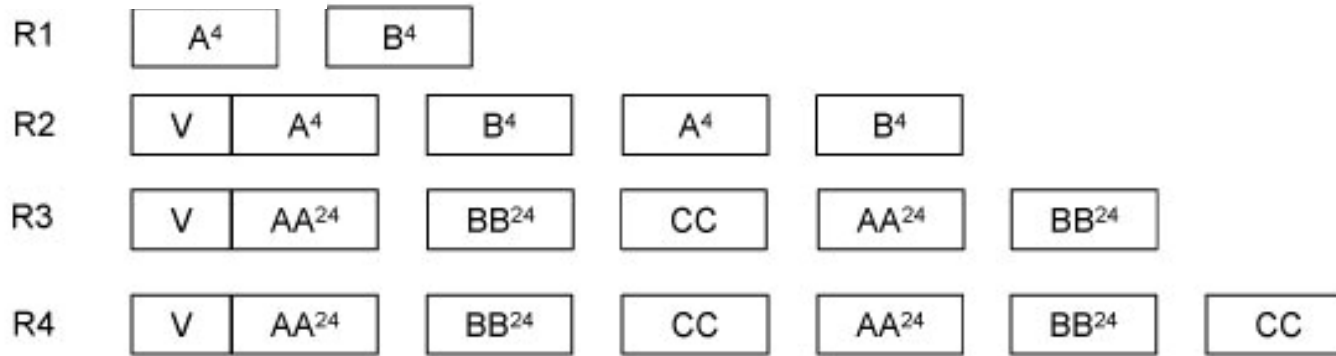 R1 A⁴ B⁴
R2 V A⁴ B⁴ A⁴ B⁴
R3 V AA²⁴ BB²⁴ CC AA²⁴ BB²⁴
R4 V AA²⁴ BB²⁴ CC AA²⁴ BB²⁴ CC